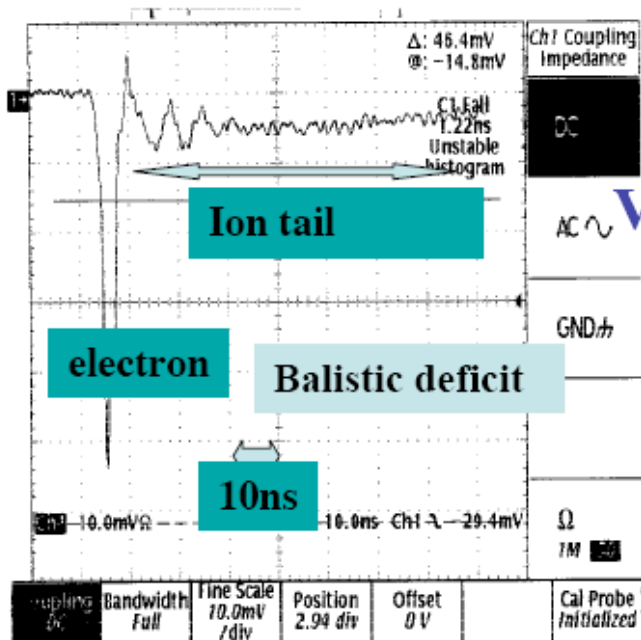 Δ: 46.4mV
@: -14.8mV
Ch1 Coupling
Impedance
1
C1 Fall
1.22ns
Unstable
histogram
DC
Ion tail
AC
V
GND
electron
Balistic deficit
10ns
Ch1 10.0mVΩ 10.0ns Ch1 -29.4mV
Ω
1M
Coupling
DC
Bandwidth
Full
Fine Scale
10.0mV
/div
Position
2.94 div
Offset
0 V
Cal Probe
Initialized